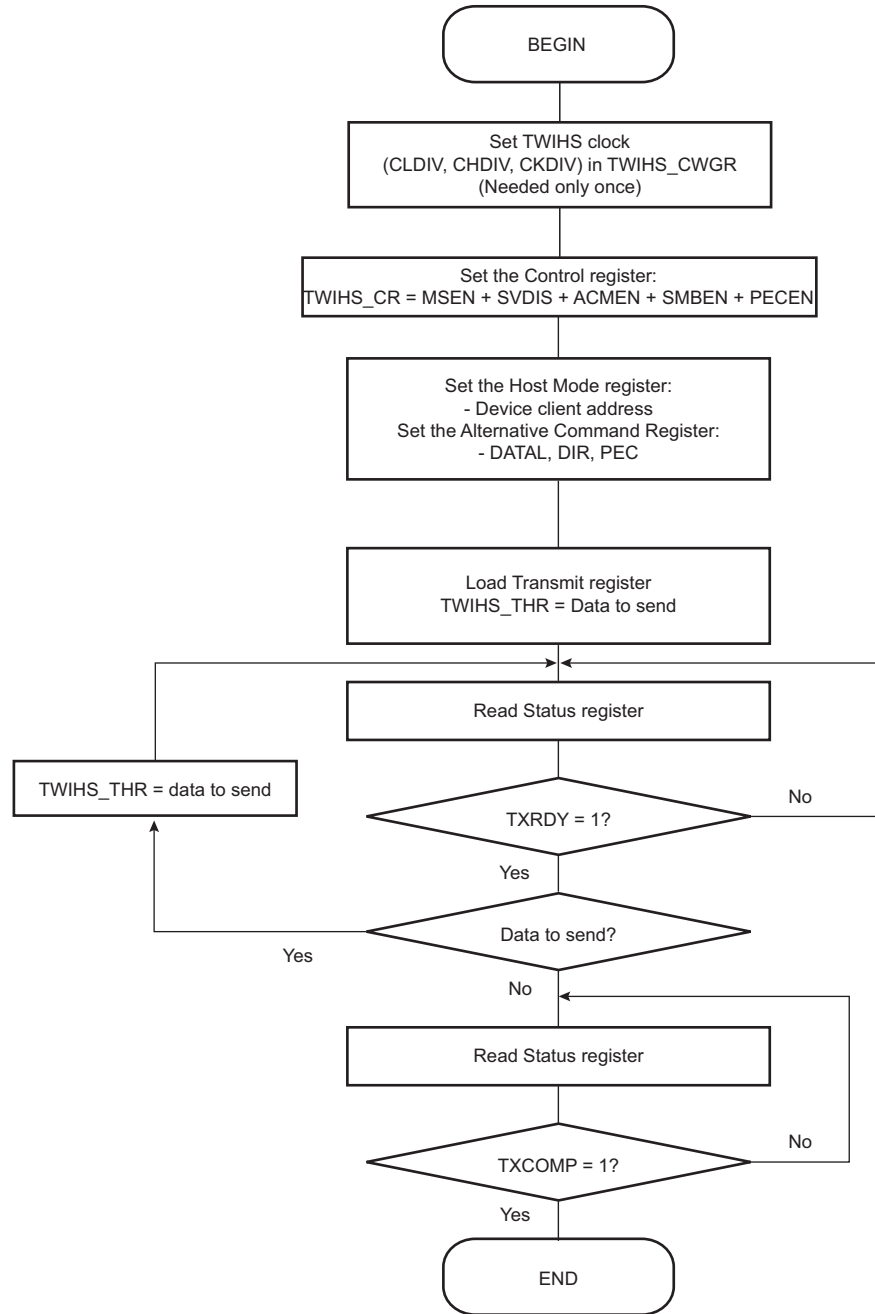 BEGIN
Set TWIHS clock
(CLDIV, CHDIV, CKDIV) in TWIHS_CWGR
(Needed only once)
Set the Control register:
TWIHS_CR = MSEN + SVDIS + ACMEN + SMBEN + PECEN
Set the Host Mode register:
- Device client address
Set the Alternative Command Register:
- DATAL, DIR, PEC
Load Transmit register
TWIHS_THR = Data to send
Read Status register
TWIHS_THR = data to send
No
TXRDY = 1?
Yes
Data to send?
Yes
No
Read Status register
No
TXCOMP = 1?
Yes
END